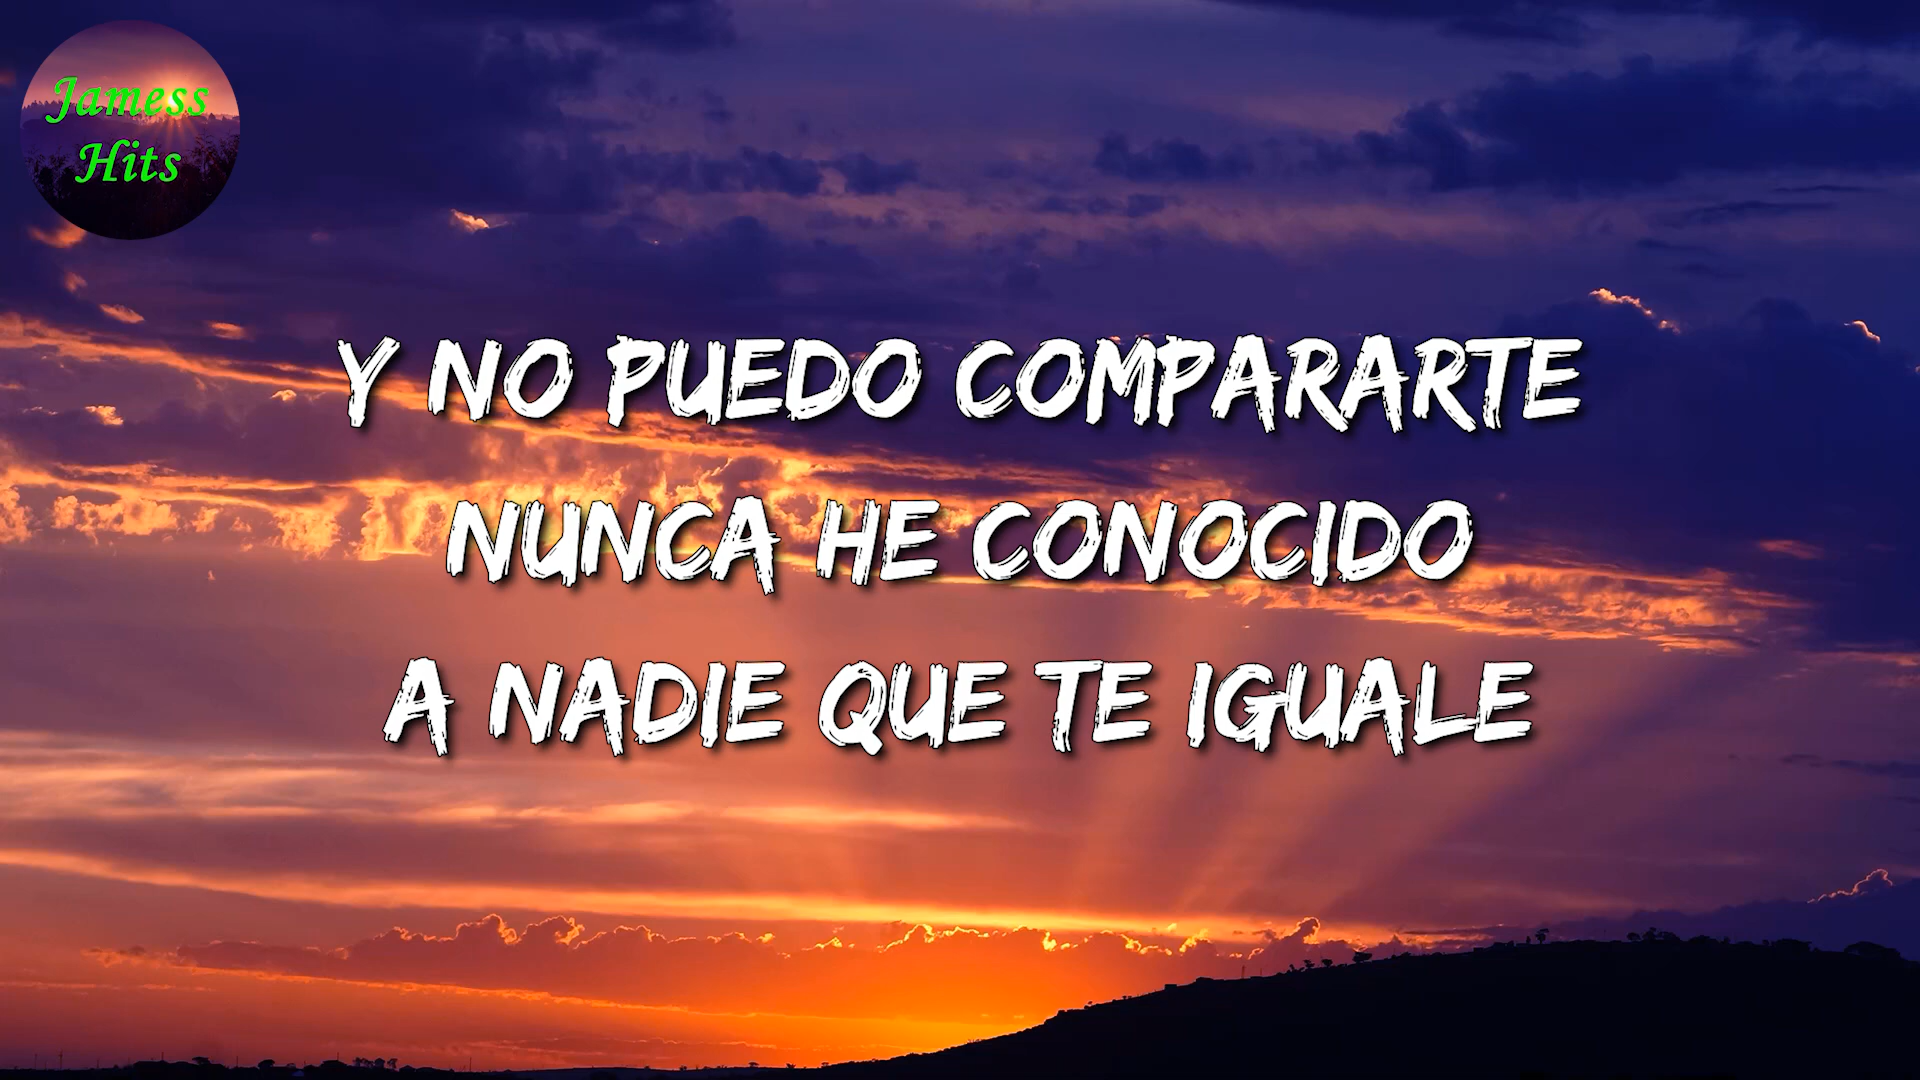 Jamess
Hits
Y NO PUEDO COMPARARTE
NUNCA HE CONOCIDO
A NADIE QUE TE IGUALE